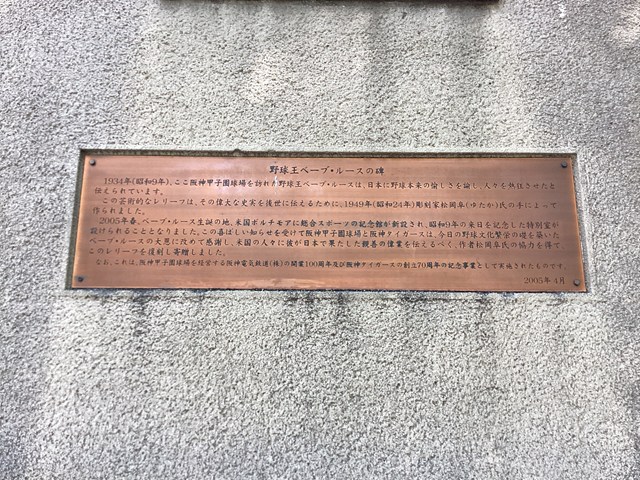 野球王ベーブ・ルースの碑
1934年(昭和9年)、ここ阪神甲子園球場を訪れた野球王ベーブ・ルースは、日本に野球本来の愉しさを諭し、人々を熱狂させたと
伝えられています。
この芸術的なレリーフは、その偉大な史実を後世に伝えるために、1949年(昭和24年)彫刻家松岡阜(ゆたか)氏の手によって
作られました。
2005年春、ベーブ・ルース生誕の地、米国ボルチモアに総合スポーツの記念館が創設され、昭和9年の来日を記念した特別室が
設けられることとなりました。この喜ばしい知らせを受けて阪神甲子園球場と阪神タイガースは、今日の野球文化繁栄の礎を築いた
ベーブ・ルースの大恩に改めて感謝し、米国の人々に彼が日本で果たした親善の偉業を伝えるべく、作者松岡阜氏の協力を得て
このレリーフを復刻し寄贈しました。
なお、これは、阪神甲子園球場を経営する阪神電気鉄道(株)の開業100周年及び阪神タイガースの創立70周年の記念事業として実施されたものです。
2005年4月